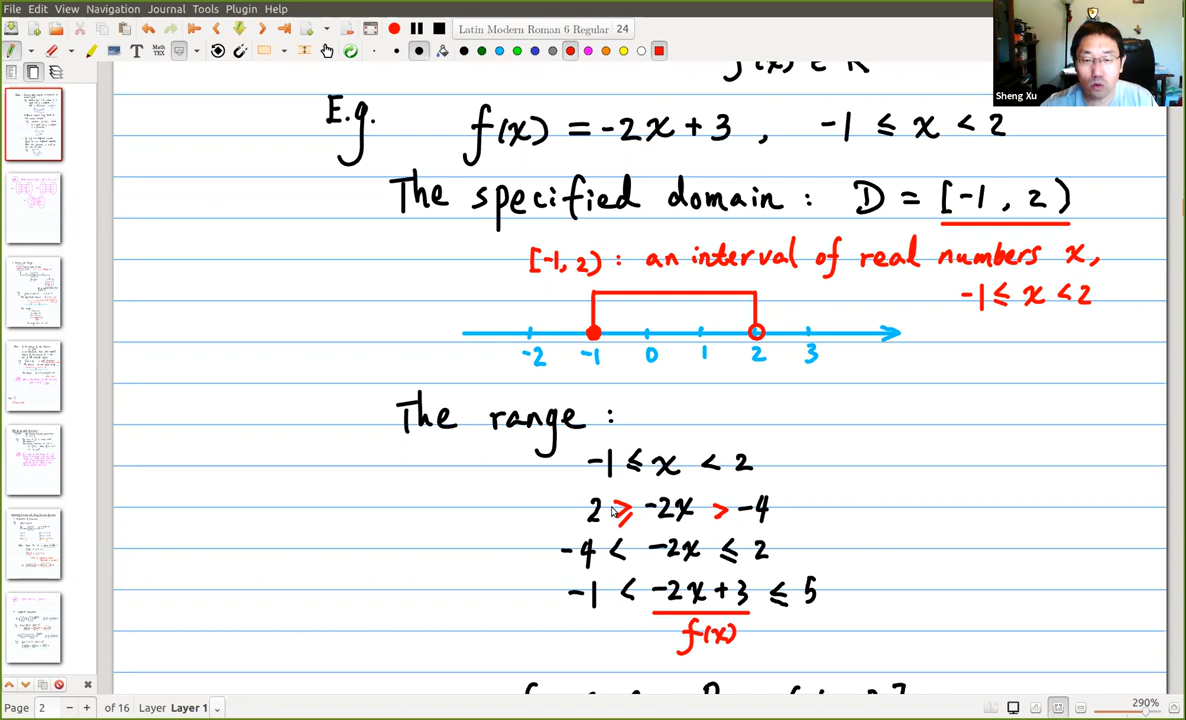 File Edit View Navigation Journal Tools Plugin Help
Latin Modern Roman 6 Regular 24
Sheng Xu
E.g. f(x) = -2x + 3 , -1 ≤ x < 2
The specified domain : D = [-1, 2)
[-1, 2) : an interval of real numbers x,
-1 ≤ x < 2
-2 -1 0 1 2 3
The range :
-1 ≤ x < 2
2 ≥ -2x > -4
-4 < -2x ≤ 2
-1 < -2x + 3 ≤ 5
f(x)
Page 2 of 16 Layer Layer 1 290%